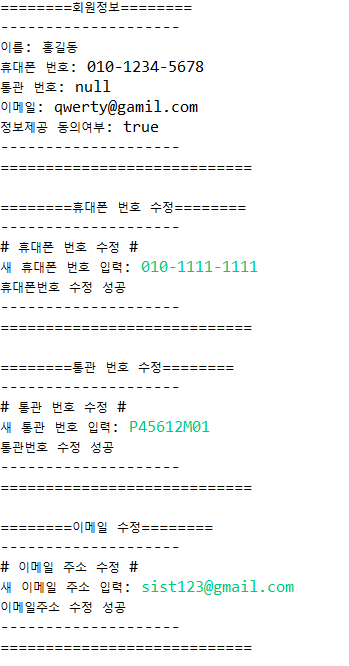 ========회원정보========
--------------------
이름: 홍길동
휴대폰 번호: 010-1234-5678
통관 번호: null
이메일: qwerty@gamil.com
정보제공 동의여부: true
--------------------
============================
========휴대폰 번호 수정========
--------------------
# 휴대폰 번호 수정 #
새 휴대폰 번호 입력: 010-1111-1111
휴대폰번호 수정 성공
--------------------
============================
========통관 번호 수정========
--------------------
# 통관 번호 수정 #
새 통관 번호 입력: P45612M01
통관번호 수정 성공
--------------------
============================
========이메일 수정========
--------------------
# 이메일 주소 수정 #
새 이메일 주소 입력: sist123@gmail.com
이메일주소 수정 성공
--------------------
============================